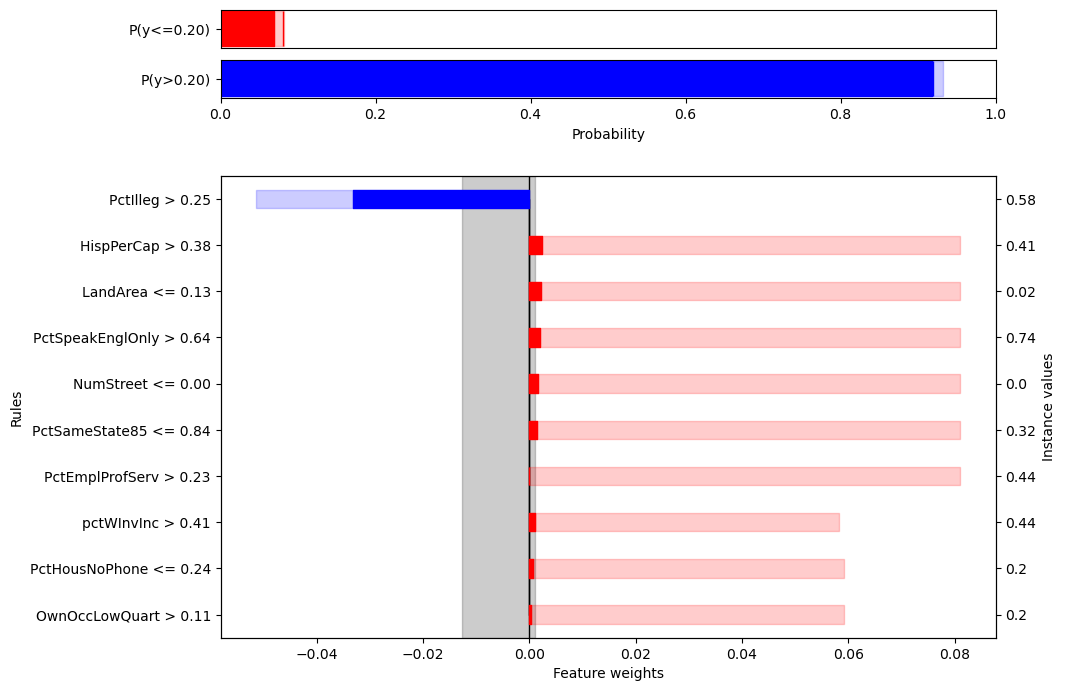 P(y<=0.20)
P(y>0.20)
0.0 0.2 0.4 0.6 0.8 1.0
Probability
PctIlleg > 0.25 0.58
HispPerCap > 0.38 0.41
LandArea <= 0.13 0.02
PctSpeakEnglOnly > 0.64 0.74
NumStreet <= 0.00 0.0
PctSameState85 <= 0.84 0.32
PctEmplProfServ > 0.23 0.44
pctWInvInc > 0.41 0.44
PctHousNoPhone <= 0.24 0.2
OwnOccLowQuart > 0.11 0.2
Rules
Instance values
−0.04 −0.02 0.00 0.02 0.04 0.06 0.08
Feature weights